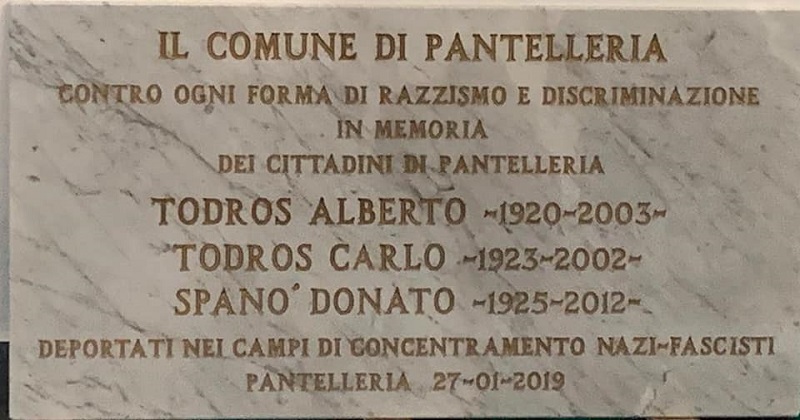 IL COMUNE DI PANTELLERIA
CONTRO OGNI FORMA DI RAZZISMO E DISCRIMINAZIONE
IN MEMORIA
DEI CITTADINI DI PANTELLERIA
TODROS ALBERTO ~1920~2003~
TODROS CARLO ~1923~2002~
SPANO´ DONATO ~1925~2012~
DEPORTATI NEI CAMPI DI CONCENTRAMENTO NAZI~FASCISTI
PANTELLERIA 27~01~2019